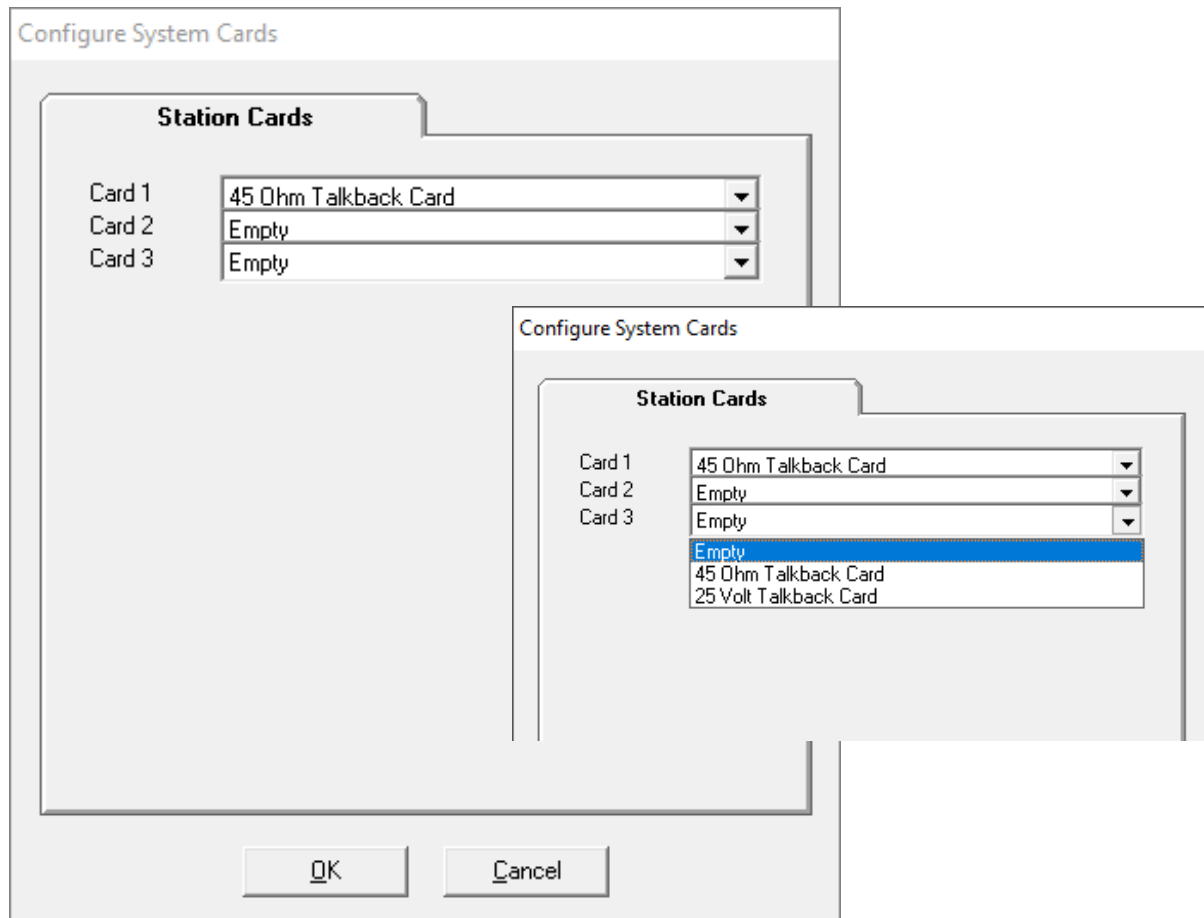 Configure System Cards
Station Cards
Card 1 45 Ohm Talkback Card
Card 2 Empty
Card 3 Empty
OK Cancel
Configure System Cards
Station Cards
Card 1 45 Ohm Talkback Card
Card 2 Empty
Card 3 Empty
Empty
45 Ohm Talkback Card
25 Volt Talkback Card